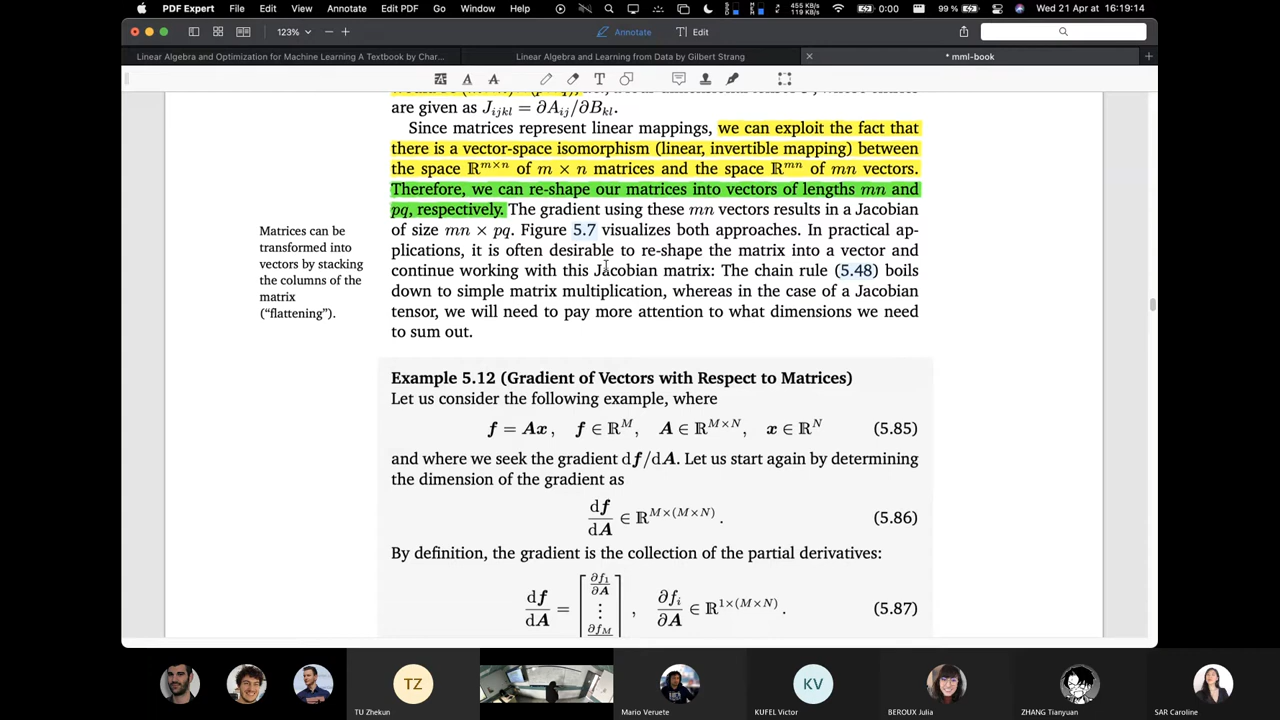 PDF Expert File Edit View Annotate Edit PDF Go Window Help 455 KB/s 119 KB/s 0:00 99 % Wed 21 Apr at 16:19:14
123% Annotate Edit
Linear Algebra and Optimization for Machine Learning A Textbook by Char... Linear Algebra and Learning from Data by Gilbert Strang • mml-book
are given as J_{ijkl} = ∂A_{ij}/∂B_{kl}.
Since matrices represent linear mappings, we can exploit the fact that
there is a vector-space isomorphism (linear, invertible mapping) between
the space ℝ^{m×n} of m × n matrices and the space ℝ^{mn} of mn vectors.
Therefore, we can re-shape our matrices into vectors of lengths mn and
pq, respectively. The gradient using these mn vectors results in a Jacobian
of size mn × pq. Figure 5.7 visualizes both approaches. In practical ap-
plications, it is often desirable to re-shape the matrix into a vector and
continue working with this Jacobian matrix: The chain rule (5.48) boils
down to simple matrix multiplication, whereas in the case of a Jacobian
tensor, we will need to pay more attention to what dimensions we need
to sum out.
Matrices can be
transformed into
vectors by stacking
the columns of the
matrix
(“flattening”).
Example 5.12 (Gradient of Vectors with Respect to Matrices)
Let us consider the following example, where
f = Ax , f ∈ ℝ^M, A ∈ ℝ^{M×N}, x ∈ ℝ^N (5.85)
and where we seek the gradient df/dA. Let us start again by determining
the dimension of the gradient as
df/dA ∈ ℝ^{M×(M×N)} . (5.86)
By definition, the gradient is the collection of the partial derivatives:
df/dA = [∂f_1/∂A ⋮ ∂f_M] , ∂f_i/∂A ∈ ℝ^{1×(M×N)} . (5.87)
TZ KV
TU Zhekun Mario Veruete KUFEL Victor BEROUX Julia ZHANG Tianyuan SAR Caroline